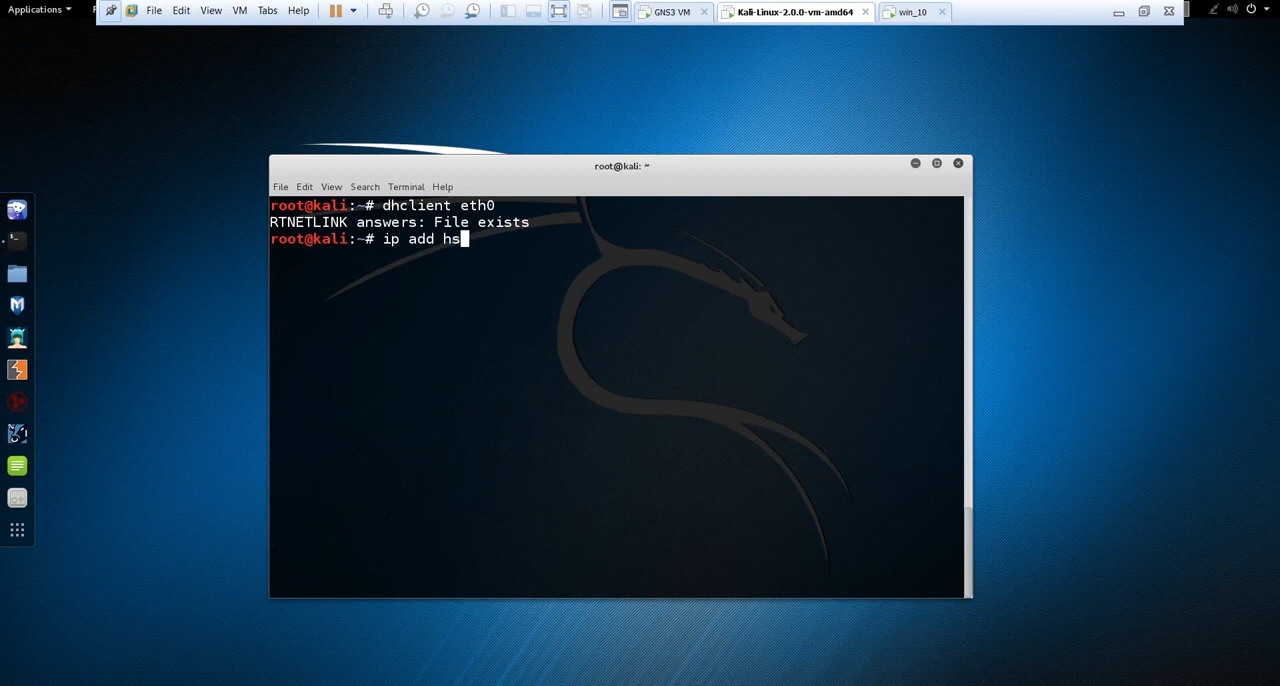 Applications
File Edit View VM Tabs Help
GNS3 VM
Kali-Linux-2.0.0-vm-amd64
win_10
root@kali: ~
File Edit View Search Terminal Help
root@kali:~# dhclient eth0
RTNETLINK answers: File exists
root@kali:~# ip add hs